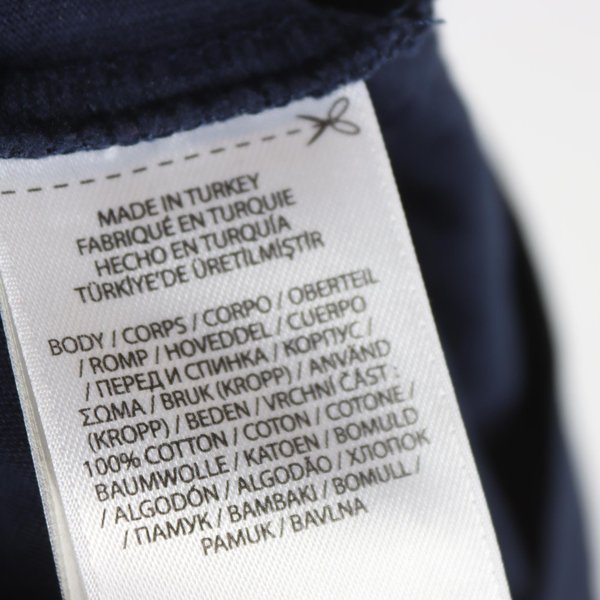 MADE IN TURKEY
FABRIQUÉ EN TURQUIE
HECHO EN TURQUÍA
TÜRKİYE'DE ÜRETİLMİŞTİR
BODY / CORPS / CORPO / OBERTEIL
/ ROMP / HOVEDDEL / CUERPO
/ ПЕРЕД И СПИНКА / КОРПУС /
ΣΩΜΑ / BRUK (KROPP) / ANVÄND
(KROPP) / BEDEN / VRCHNÍ ČÁST :
100% COTTON / COTON / COTONE /
BAUMWOLLE / KATOEN / BOMULD
/ ALGODÓN / ALGODÃO / ХЛОПОК
/ ПАМУК / ΒΑΜΒΑΚΙ / BOMULL /
PAMUK / BAVLNA